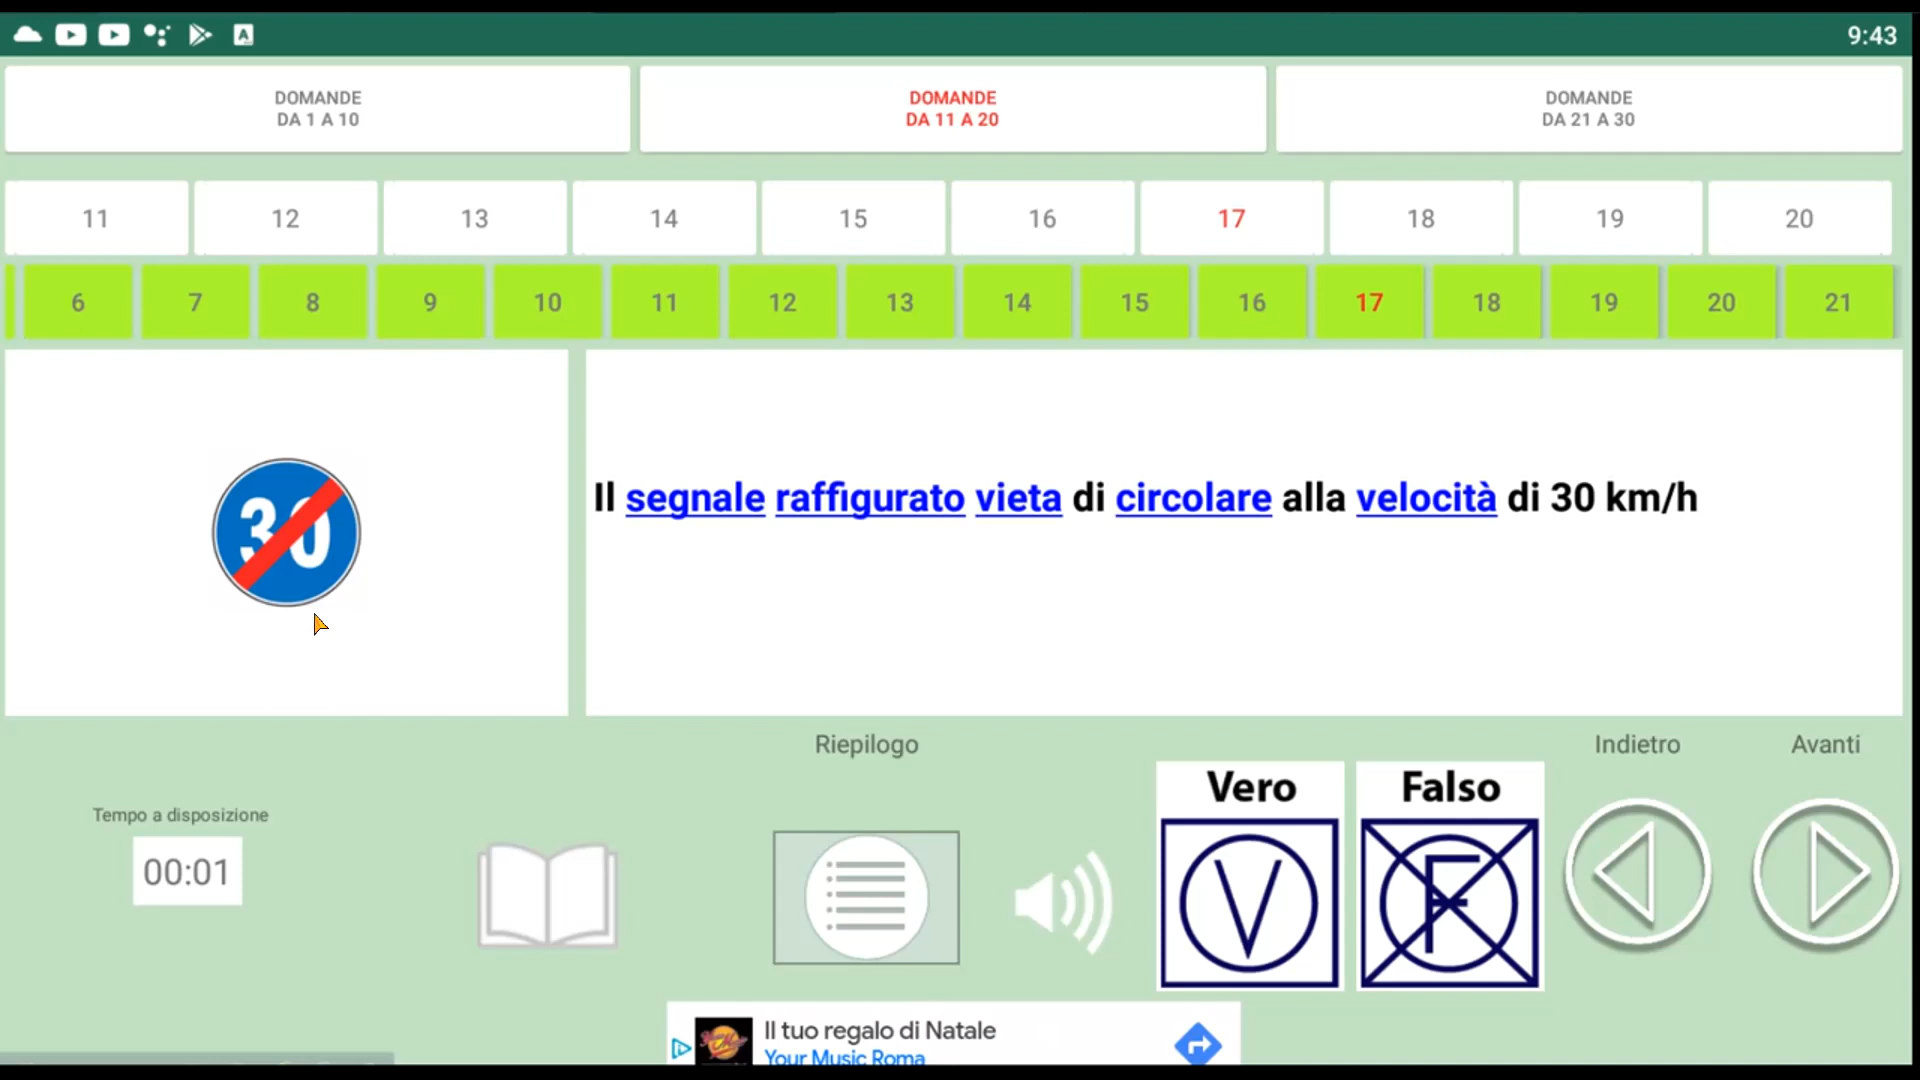 9:43
DOMANDE
DA 1 A 10
DOMANDE
DA 11 A 20
DOMANDE
DA 21 A 30
11 12 13 14 15 16 17 18 19 20
6 7 8 9 10 11 12 13 14 15 16 17 18 19 20 21
30
Il segnale raffigurato vieta di circolare alla velocità di 30 km/h
Riepilogo
Indietro
Avanti
Vero
Falso
V
F
Tempo a disposizione
00:01
Il tuo regalo di Natale
Your Music Roma